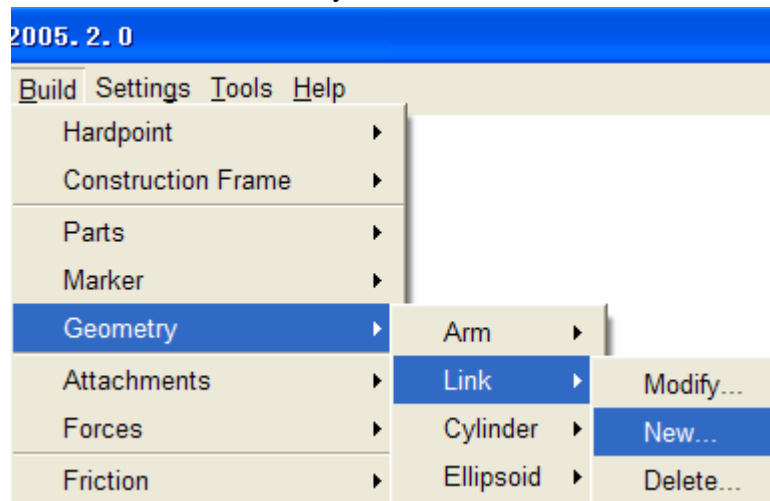 2005. 2. 0
Build Settings Tools Help
Hardpoint
Construction Frame
Parts
Marker
Geometry
Arm
Attachments
Link
Modify...
Forces
Cylinder
New...
Friction
Ellipsoid
Delete...